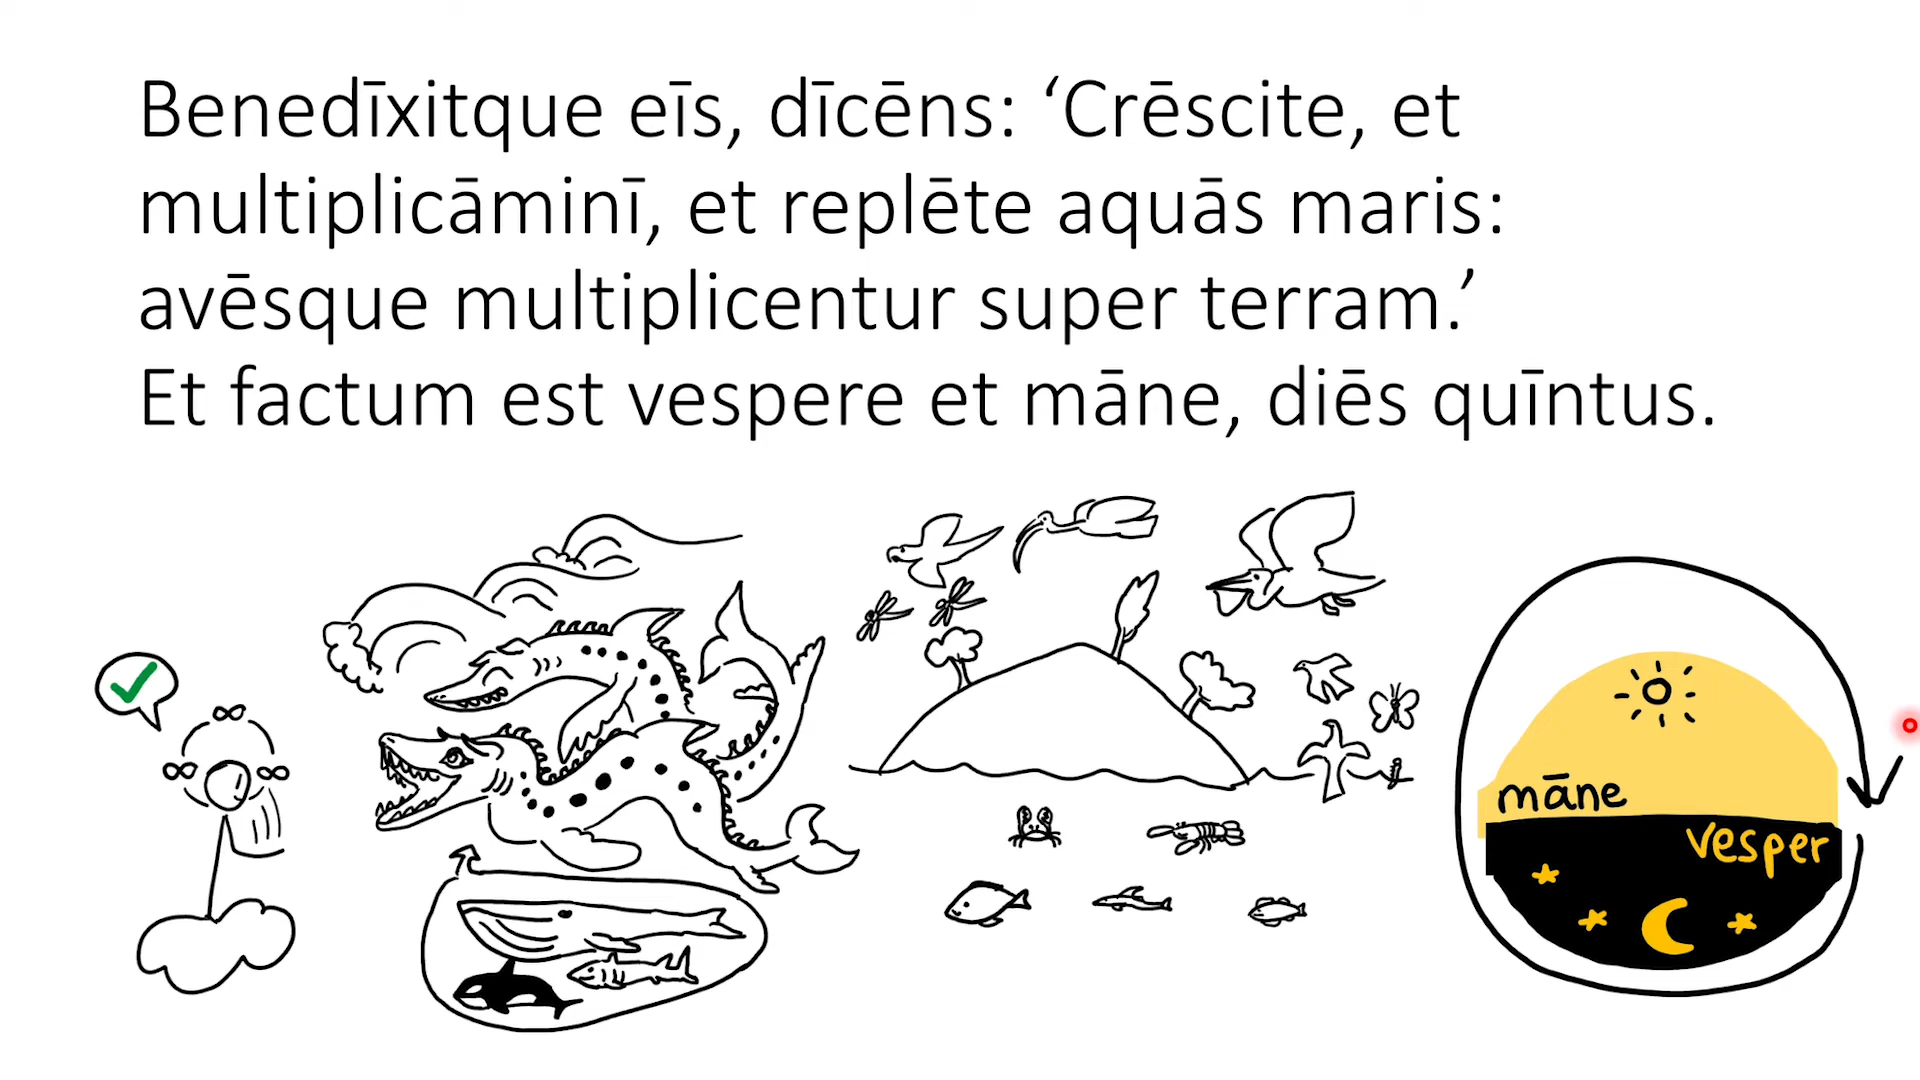 Benedīxitque eīs, dīcēns: ‘Crēscite, et
multiplicāminī, et replēte aquās maris:
avēsque multiplicentur super terram.’
Et factum est vespere et māne, diēs quīntus.
māne
vesper